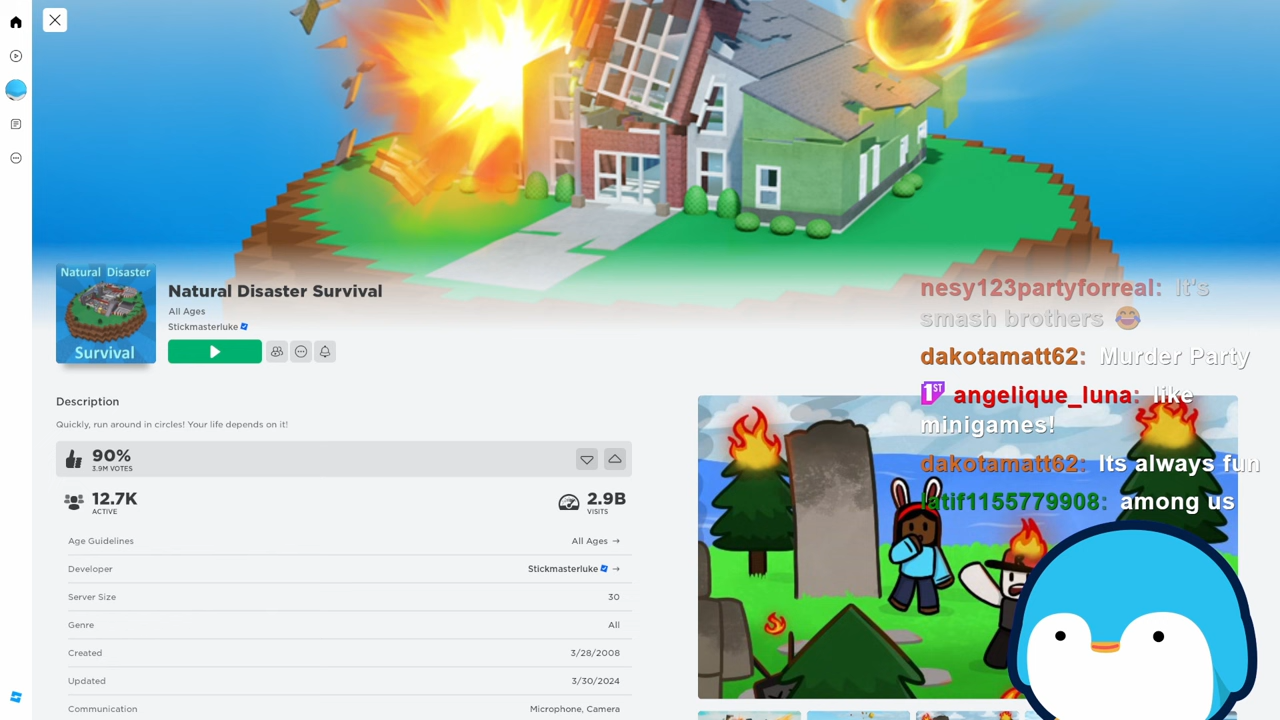 Natural Disaster
Survival
Natural Disaster Survival
All Ages
Stickmasterluke
Description
Quickly, run around in circles! Your life depends on it!
90%
3.9M VOTES
12.7K
ACTIVE
2.9B
VISITS
Age Guidelines
All Ages →
Developer
Stickmasterluke →
Server Size
30
Genre
All
Created
3/28/2008
Updated
3/30/2024
Communication
Microphone, Camera
nesy123partyforreal: It's
smash brothers 😂
dakotamatt62: Murder Party
1ST angelique_luna: like
minigames!
dakotamatt62: Its always fun
latif1155779908: among us